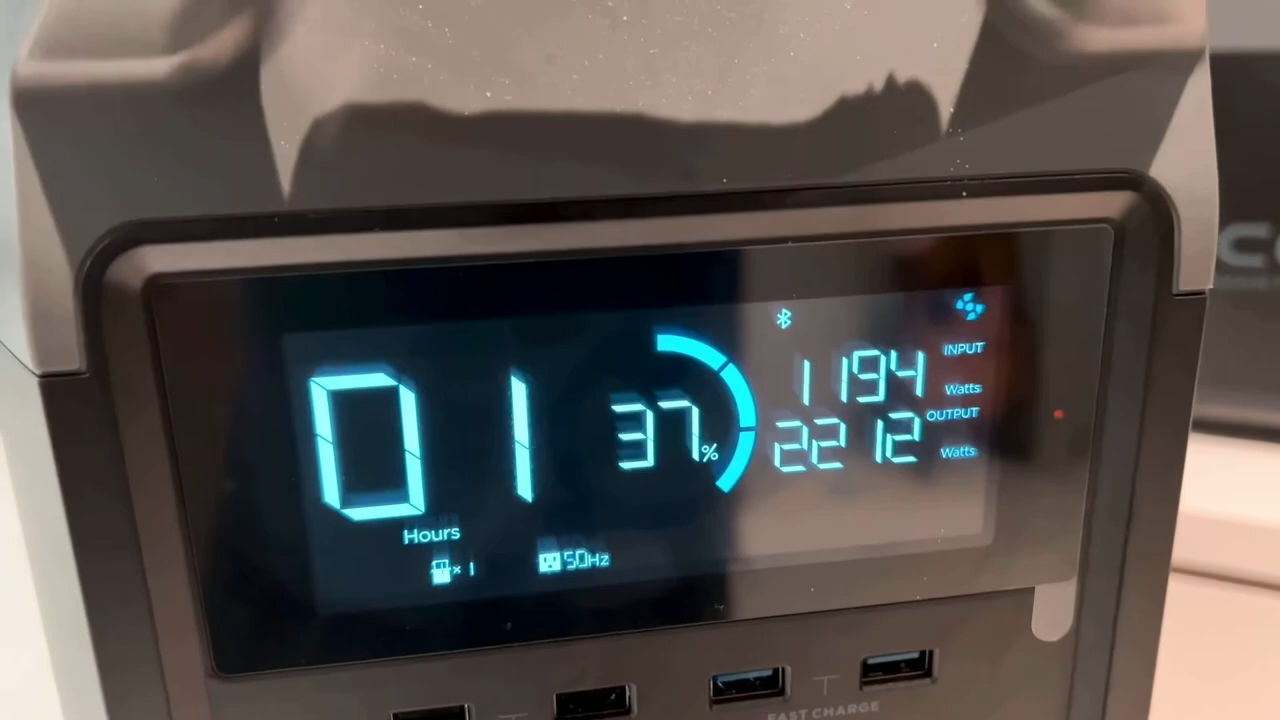 INPUT
1194
Watts
01
37%
OUTPUT
2212
Watts
Hours
x 1
50Hz
FAST CHARGE